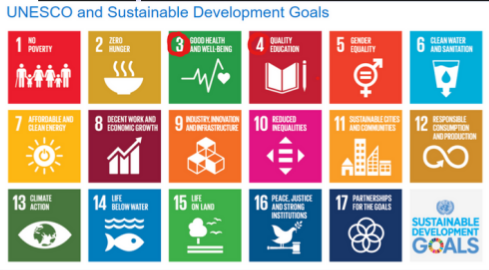 UNESCO and Sustainable Development Goals
1 NO
POVERTY
2 ZERO
HUNGER
3 GOOD HEALTH
AND WELL-BEING
4 QUALITY
EDUCATION
5 GENDER
EQUALITY
6 CLEAN WATER
AND SANITATION
7 AFFORDABLE AND
CLEAN ENERGY
8 DECENT WORK AND
ECONOMIC GROWTH
9 INDUSTRY, INNOVATION
AND INFRASTRUCTURE
10 REDUCED
INEQUALITIES
11 SUSTAINABLE CITIES
AND COMMUNITIES
12 RESPONSIBLE
CONSUMPTION
AND PRODUCTION
13 CLIMATE
ACTION
14 LIFE
BELOW WATER
15 LIFE
ON LAND
16 PEACE, JUSTICE
AND STRONG
INSTITUTIONS
17 PARTNERSHIPS
FOR THE GOALS
SUSTAINABLE
DEVELOPMENT
GOALS